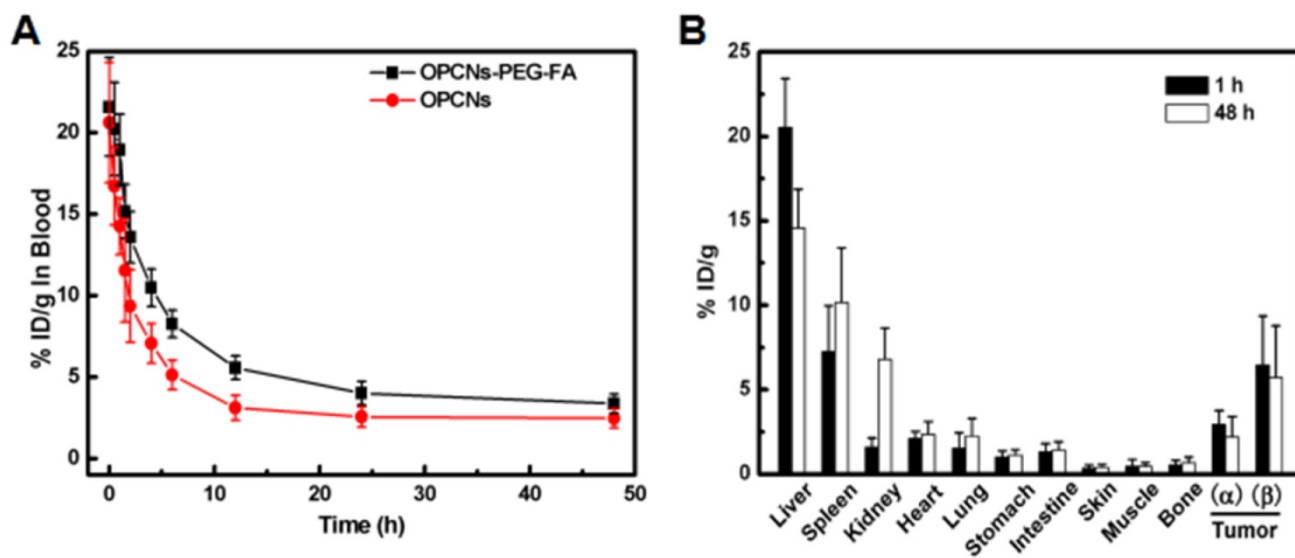 A
25
20
15
10
5
0
% ID/g In Blood
OPCNs-PEG-FA
OPCNs
0
10
20
30
40
50
Time (h)
B
25
20
15
10
5
0
% ID/g
1 h
48 h
Liver
Spleen
Kidney
Heart
Lung
Stomach
Intestine
Skin
Muscle
Bone
(α) (β)
Tumor